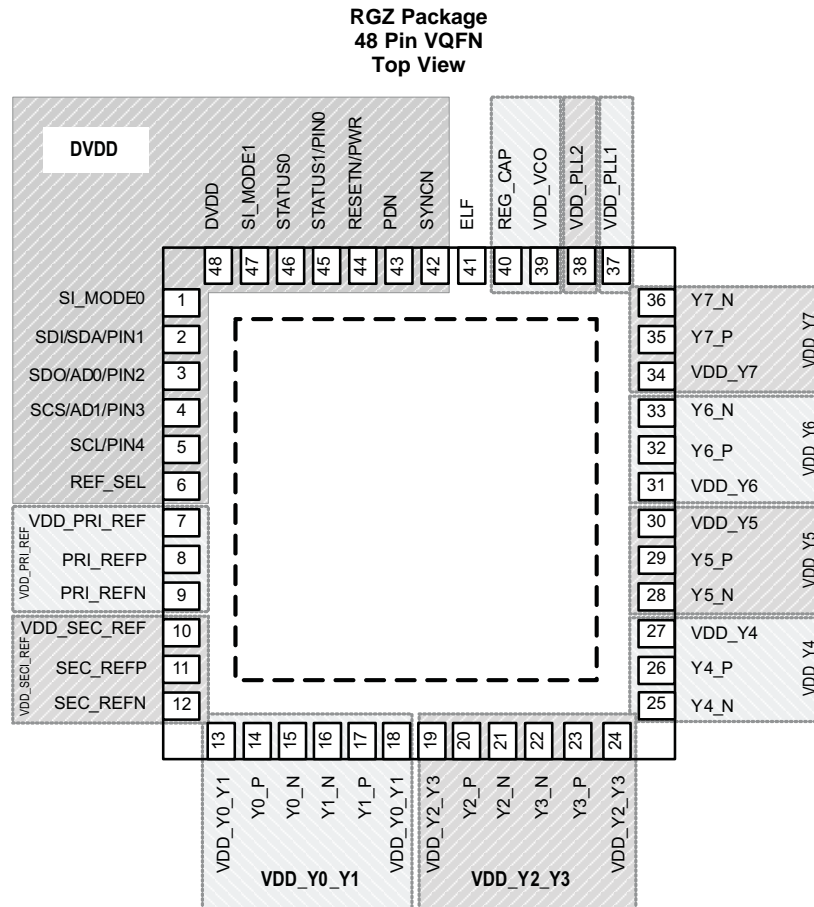 RGZ Package
48 Pin VQFN
Top View
DVDD
DVDD
SI_MODE1
STATUS0
STATUS1/PIN0
RESETN/PWR
PDN
SYNCN
ELF
REG_CAP
VDD_VCO
VDD_PLL2
VDD_PLL1
48
47
46
45
44
43
42
41
40
39
38
37
SI_MODE0 1
SDI/SDA/PIN1 2
SDO/AD0/PIN2 3
SCS/AD1/PIN3 4
SCL/PIN4 5
REF_SEL 6
VDD_PRI_REF 7
PRI_REFP 8
PRI_REFN 9
VDD_PRI_REF
VDD_SEC_REF 10
SEC_REFP 11
SEC_REFN 12
VDD_SECI_REF
36 Y7_N
35 Y7_P
34 VDD_Y7
VDD_Y7
33 Y6_N
32 Y6_P
31 VDD_Y6
VDD_Y6
30 VDD_Y5
29 Y5_P
28 Y5_N
VDD_Y5
27 VDD_Y4
26 Y4_P
25 Y4_N
VDD_Y4
13
14
15
16
17
18
19
20
21
22
23
24
VDD_Y0_Y1
Y0_P
Y0_N
Y1_N
Y1_P
VDD_Y0_Y1
VDD_Y2_Y3
Y2_P
Y2_N
Y3_N
Y3_P
VDD_Y2_Y3
VDD_Y0_Y1
VDD_Y2_Y3